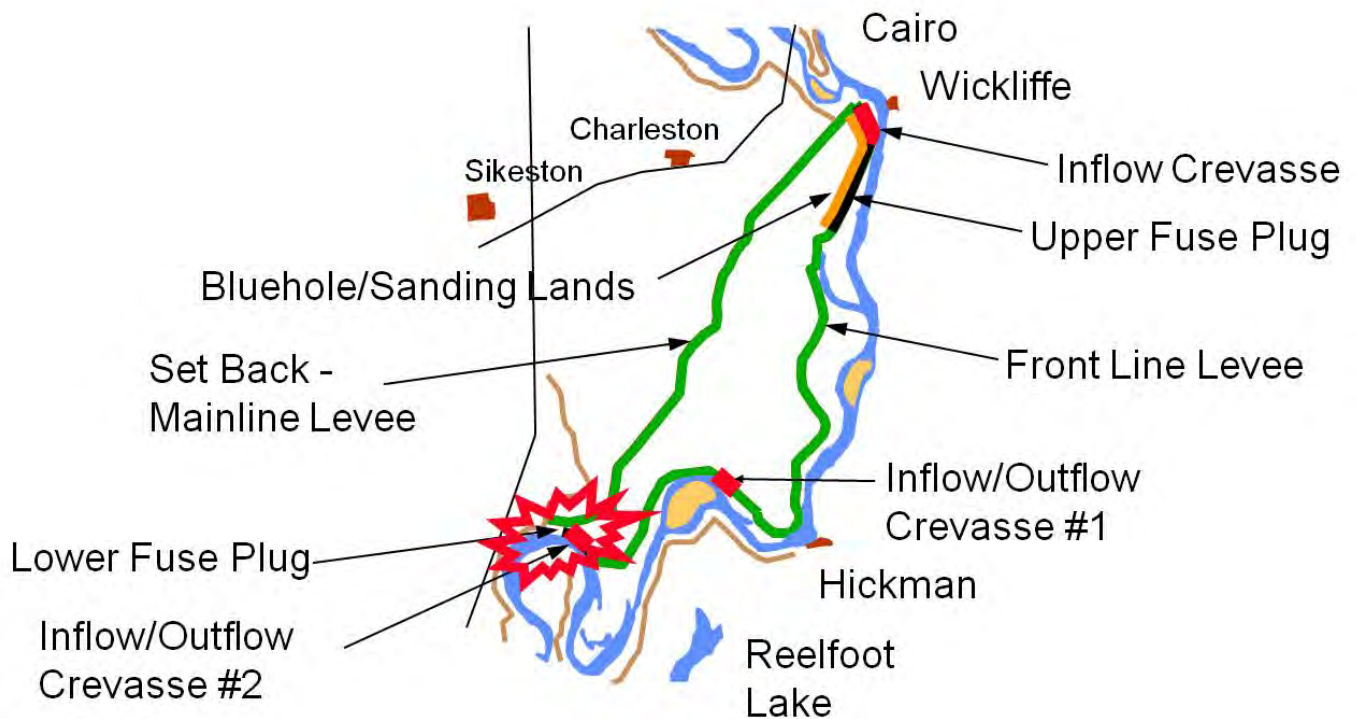 Cairo
Wickliffe
Charleston
Sikeston
Inflow Crevasse
Upper Fuse Plug
Bluehole/Sanding Lands
Set Back -
Mainline Levee
Front Line Levee
Inflow/Outflow
Crevasse #1
Lower Fuse Plug
Hickman
Inflow/Outflow
Crevasse #2
Reelfoot
Lake